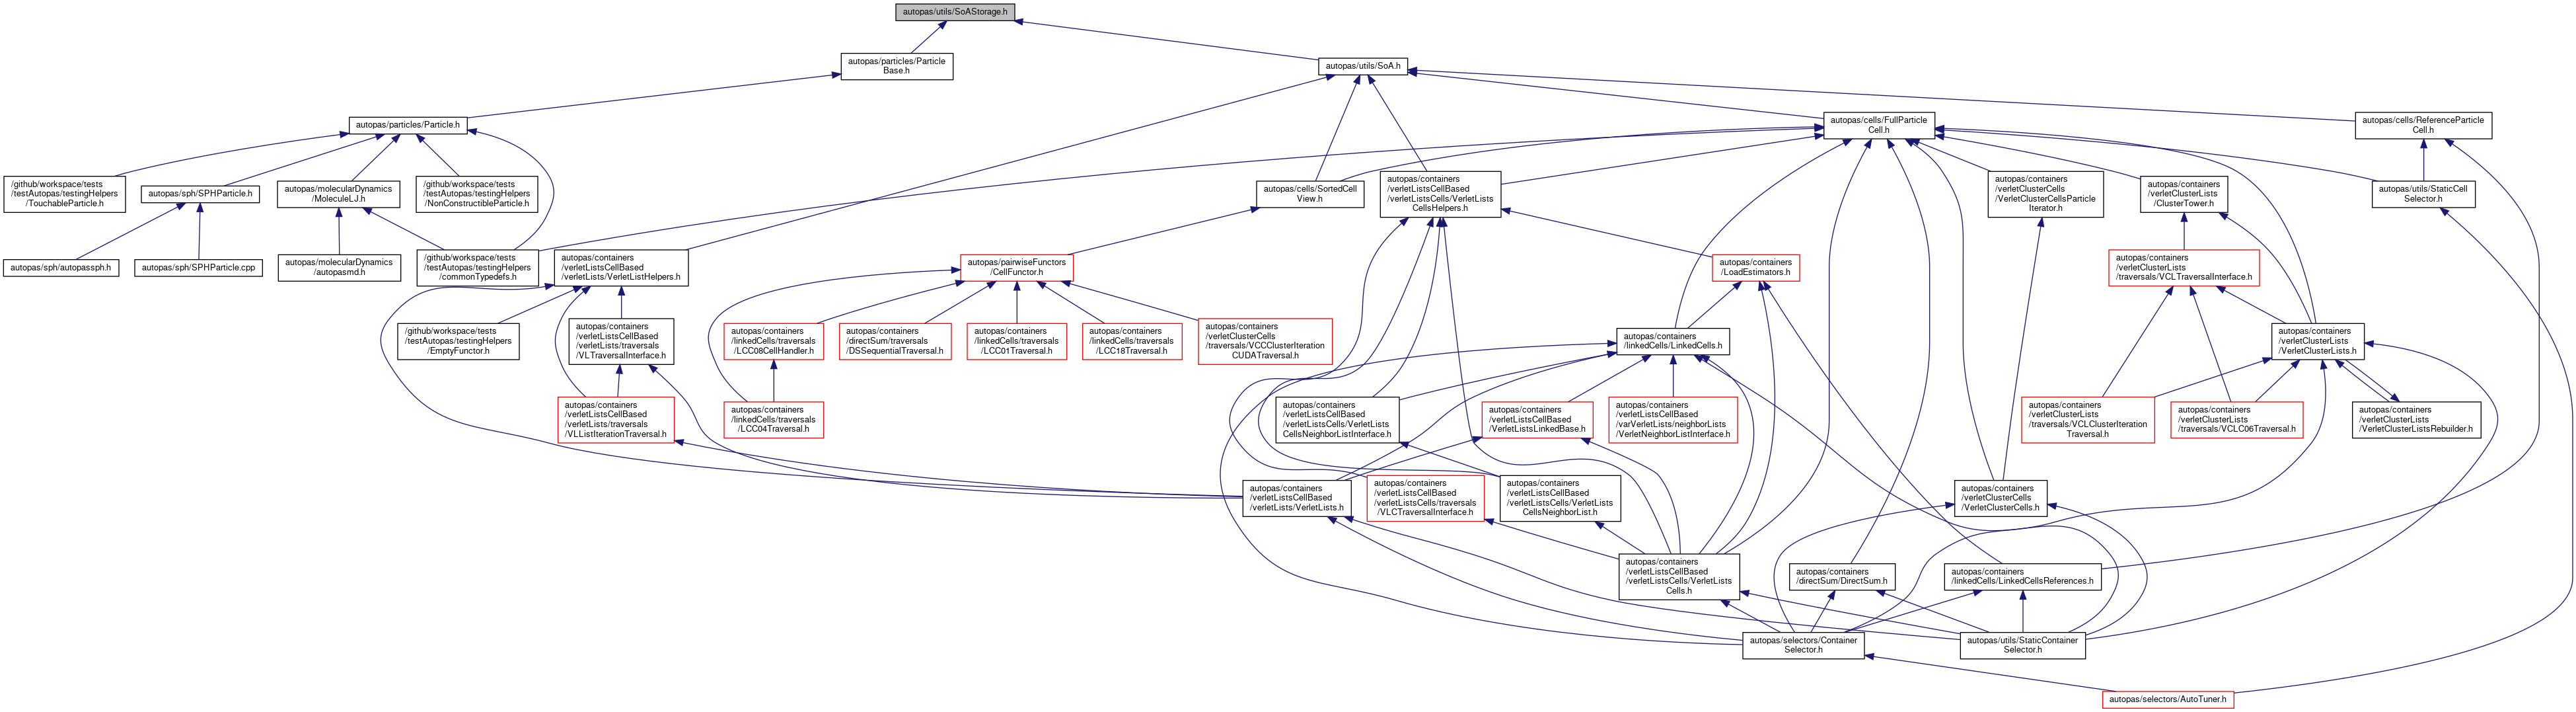 autopas/utils/SoAStorage.h
autopas/particles/Particle
Base.h
autopas/utils/SoA.h
autopas/particles/Particle.h
autopas/cells/FullParticle
Cell.h
autopas/cells/ReferenceParticle
Cell.h
/github/workspace/tests
/testAutopas/testingHelpers
/TouchableParticle.h
autopas/sph/SPHParticle.h
autopas/molecularDynamics
/MoleculeLJ.h
/github/workspace/tests
/testAutopas/testingHelpers
/NonConstructibleParticle.h
autopas/cells/SortedCell
View.h
autopas/containers
/verletListsCellBased
/verletListsCells/VerletLists
CellsHelpers.h
autopas/containers
/verletClusterCells
/VerletClusterCellsParticle
Iterator.h
autopas/containers
/verletClusterLists
/ClusterTower.h
autopas/utils/StaticCell
Selector.h
autopas/sph/autopassph.h
autopas/sph/SPHParticle.cpp
autopas/molecularDynamics
/autopasmd.h
/github/workspace/tests
/testAutopas/testingHelpers
/commonTypedefs.h
autopas/containers
/verletListsCellBased
/verletLists/VerletListHelpers.h
autopas/pairwiseFunctors
/CellFunctor.h
autopas/containers
/LoadEstimators.h
autopas/containers
/verletClusterLists
/traversals/VCLTraversalInterface.h
/github/workspace/tests
/testAutopas/testingHelpers
/EmptyFunctor.h
autopas/containers
/verletListsCellBased
/verletLists/traversals
/VLTraversalInterface.h
autopas/containers
/linkedCells/traversals
/LCC08CellHandler.h
autopas/containers
/directSum/traversals
/DSSequentialTraversal.h
autopas/containers
/linkedCells/traversals
/LCC01Traversal.h
autopas/containers
/linkedCells/traversals
/LCC18Traversal.h
autopas/containers
/verletClusterCells
/traversals/VCCClusterIteration
CUDATraversal.h
autopas/containers
/linkedCells/LinkedCells.h
autopas/containers
/verletClusterLists
/VerletClusterLists.h
autopas/containers
/verletListsCellBased
/verletLists/traversals
/VLListIterationTraversal.h
autopas/containers
/linkedCells/traversals
/LCC04Traversal.h
autopas/containers
/verletListsCellBased
/verletListsCells/VerletLists
CellsNeighborListInterface.h
autopas/containers
/verletListsCellBased
/VerletListsLinkedBase.h
autopas/containers
/verletListsCellBased
/varVerletLists/neighborLists
/VerletNeighborListInterface.h
autopas/containers
/verletClusterLists
/traversals/VCLClusterIteration
Traversal.h
autopas/containers
/verletClusterLists
/traversals/VCLC06Traversal.h
autopas/containers
/verletClusterLists
/VerletClusterListsRebuilder.h
autopas/containers
/verletListsCellBased
/verletLists/VerletLists.h
autopas/containers
/verletListsCellBased
/verletListsCells/traversals
/VLCTraversalInterface.h
autopas/containers
/verletListsCellBased
/verletListsCells/VerletLists
CellsNeighborList.h
autopas/containers
/verletClusterCells
/VerletClusterCells.h
autopas/containers
/verletListsCellBased
/verletListsCells/VerletLists
Cells.h
autopas/containers
/directSum/DirectSum.h
autopas/containers
/linkedCells/LinkedCellsReferences.h
autopas/selectors/Container
Selector.h
autopas/utils/StaticContainer
Selector.h
autopas/selectors/AutoTuner.h